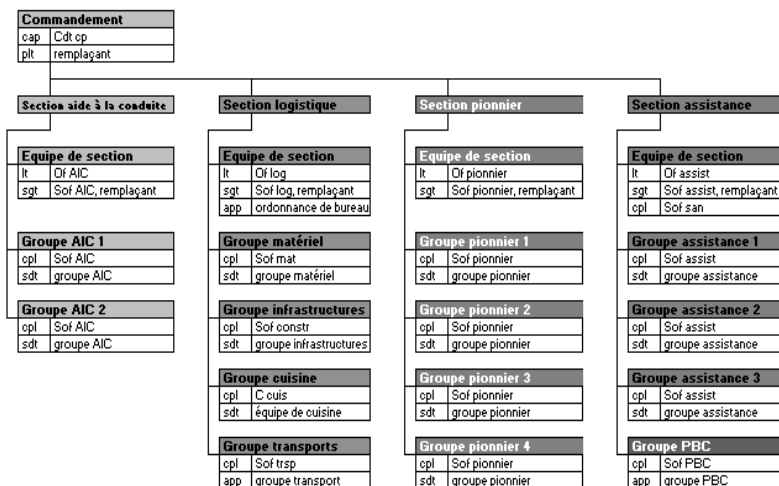 Commandement
cap Cdt cp
plt remplaçant
Section aide à la conduite
Equipe de section
lt Of AIC
sgt Sof AIC, remplaçant
Groupe AIC 1
cpl Sof AIC
sdt groupe AIC
Groupe AIC 2
cpl Sof AIC
sdt groupe AIC
Section logistique
Equipe de section
lt Of log
sgt Sof log, remplaçant
app ordonnance de bureau
Groupe matériel
cpl Sof mat
sdt groupe matériel
Groupe infrastructures
cpl Sof constr
sdt groupe infrastructures
Groupe cuisine
cpl C cuis
sdt équipe de cuisine
Groupe transports
cpl Sof trsp
app groupe transport
Section pionnier
Equipe de section
lt Of pionnier
sgt Sof pionnier, remplaçant
Groupe pionnier 1
cpl Sof pionnier
sdt groupe pionnier
Groupe pionnier 2
cpl Sof pionnier
sdt groupe pionnier
Groupe pionnier 3
cpl Sof pionnier
sdt groupe pionnier
Groupe pionnier 4
cpl Sof pionnier
sdt groupe pionnier
Section assistance
Equipe de section
lt Of assist
sgt Sof assist, remplaçant
cpl Sof san
Groupe assistance 1
cpl Sof assist
sdt groupe assistance
Groupe assistance 2
cpl Sof assist
sdt groupe assistance
Groupe assistance 3
cpl Sof assist
sdt groupe assistance
Groupe PBC
cpl Sof PBC
app groupe PBC